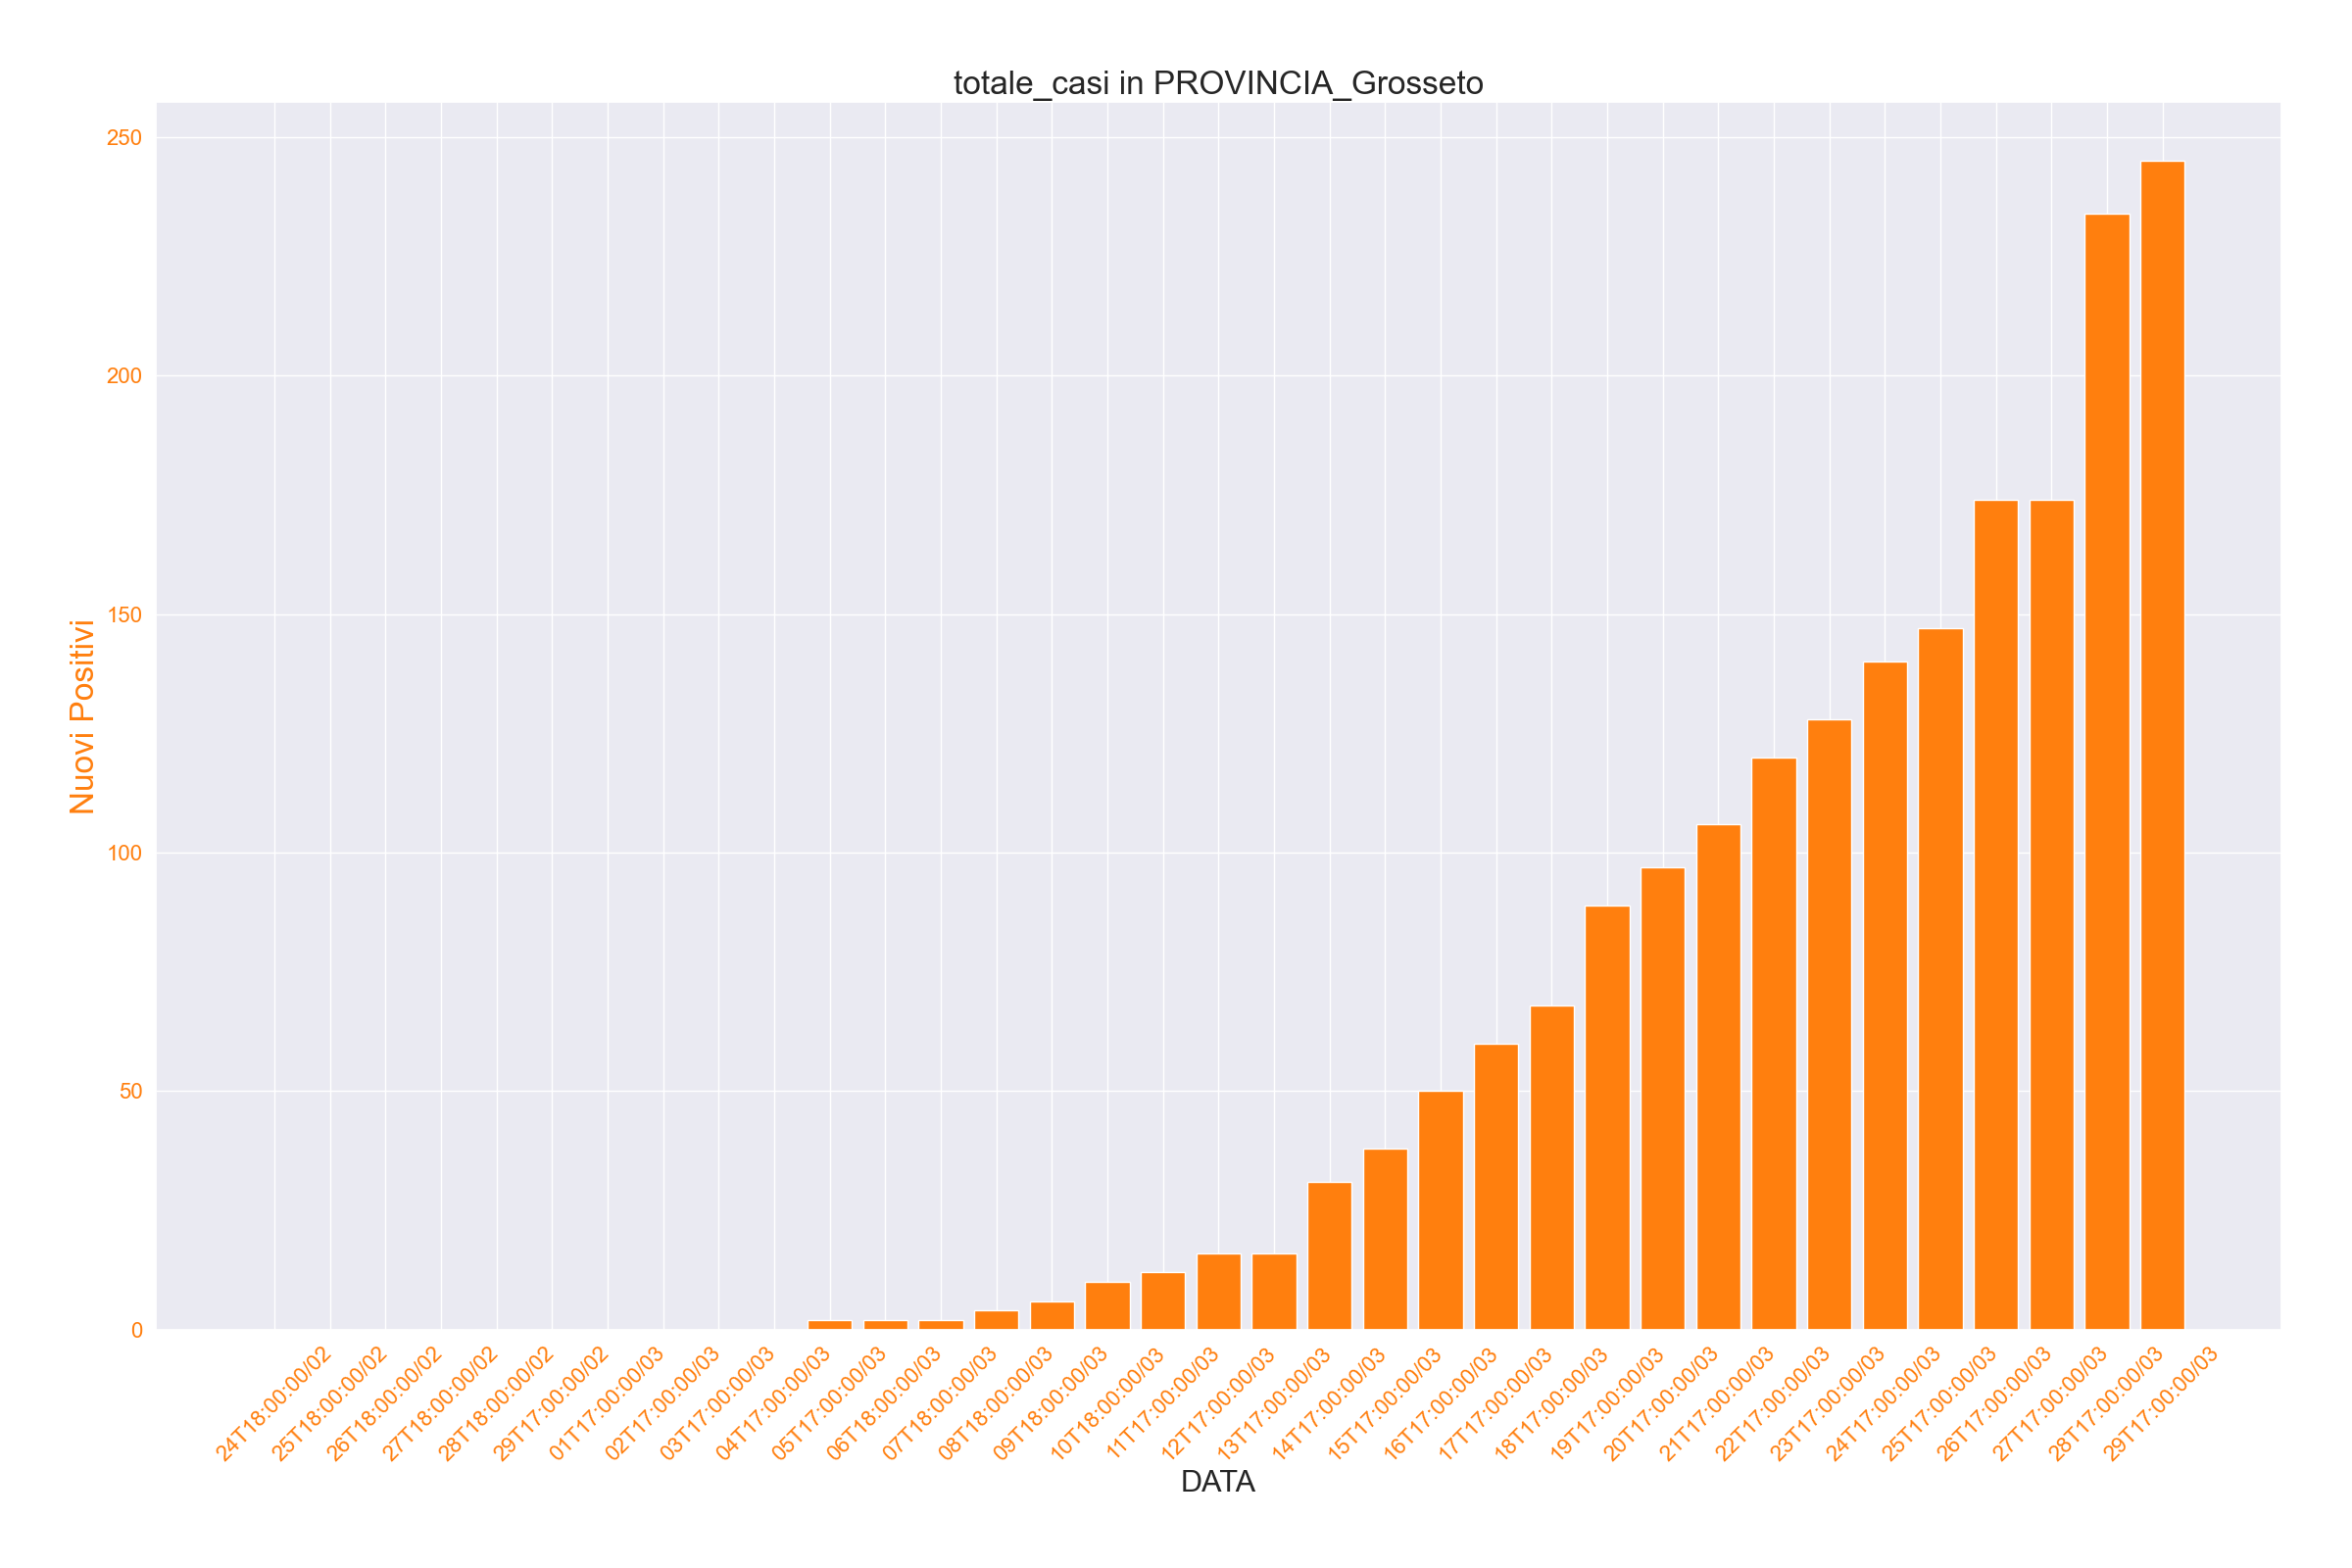 totale_casi in PROVINCIA_Grosseto
250
200
150
100
50
0
Nuovi Positivi
24T18:00:00/02
25T18:00:00/02
26T18:00:00/02
27T18:00:00/02
28T18:00:00/02
29T17:00:00/02
01T17:00:00/03
02T17:00:00/03
03T17:00:00/03
04T17:00:00/03
05T17:00:00/03
06T18:00:00/03
07T18:00:00/03
08T18:00:00/03
09T18:00:00/03
10T18:00:00/03
11T17:00:00/03
12T17:00:00/03
13T17:00:00/03
14T17:00:00/03
15T17:00:00/03
16T17:00:00/03
17T17:00:00/03
18T17:00:00/03
19T17:00:00/03
20T17:00:00/03
21T17:00:00/03
22T17:00:00/03
23T17:00:00/03
24T17:00:00/03
25T17:00:00/03
26T17:00:00/03
27T17:00:00/03
28T17:00:00/03
29T17:00:00/03
DATA